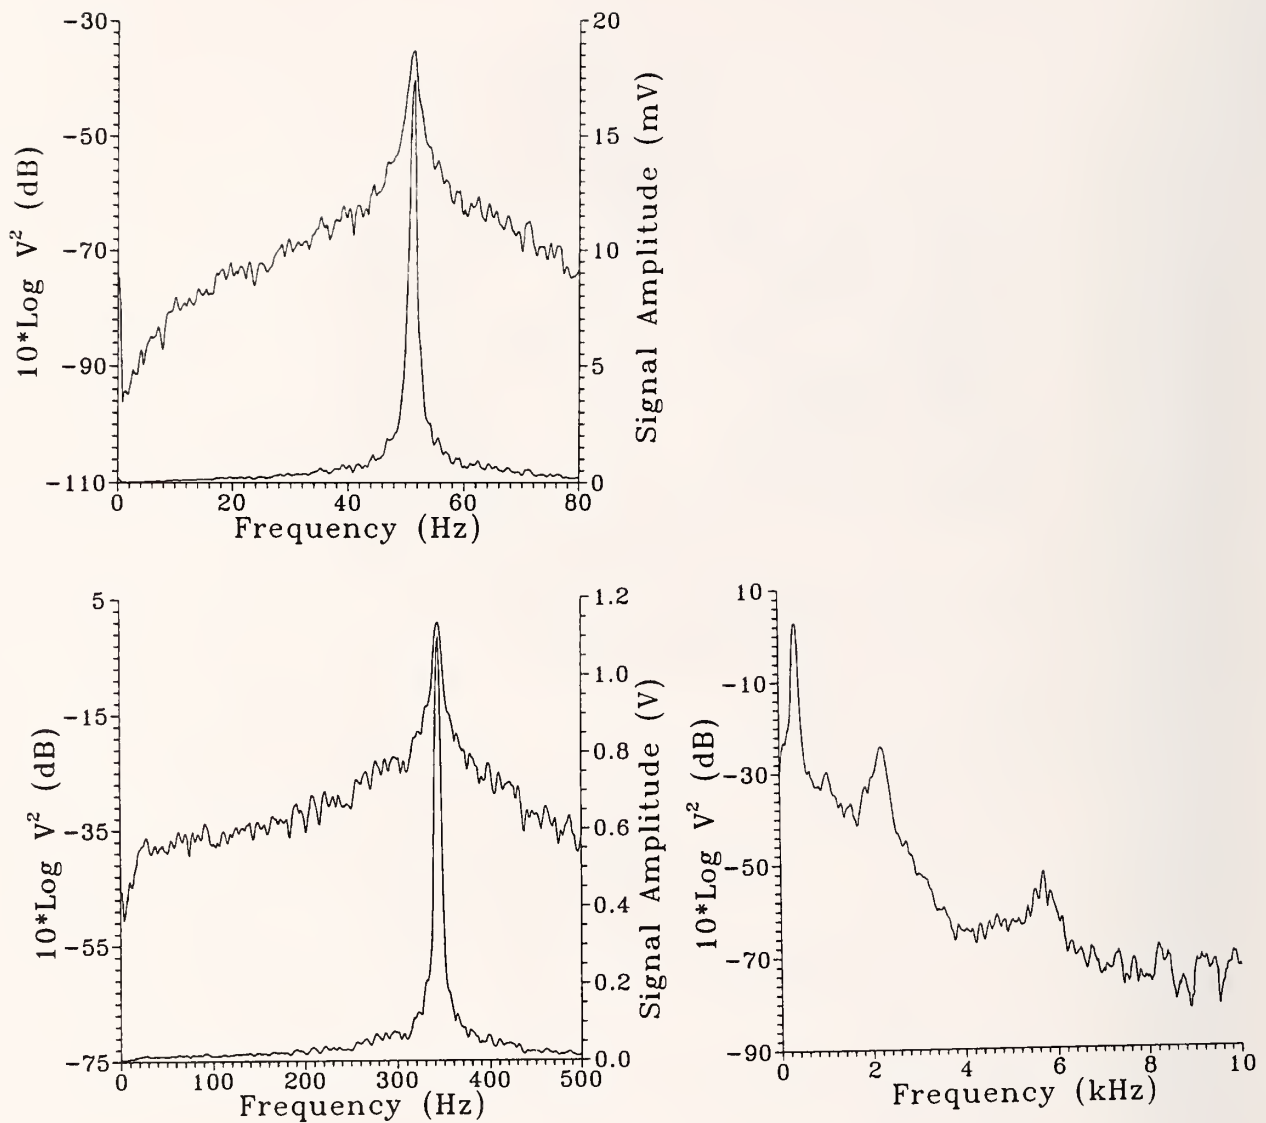 -30
-50
-70
-90
-110
10*Log V² (dB)
20
15
10
5
0
Signal Amplitude (mV)
0 20 40 60 80
Frequency (Hz)
5
-15
-35
-55
-75
10*Log V² (dB)
1.2
1.0
0.8
0.6
0.4
0.2
0.0
Signal Amplitude (V)
0 100 200 300 400 500
Frequency (Hz)
10
-10
-30
-50
-70
-90
10*Log V² (dB)
0 2 4 6 8 10
Frequency (kHz)